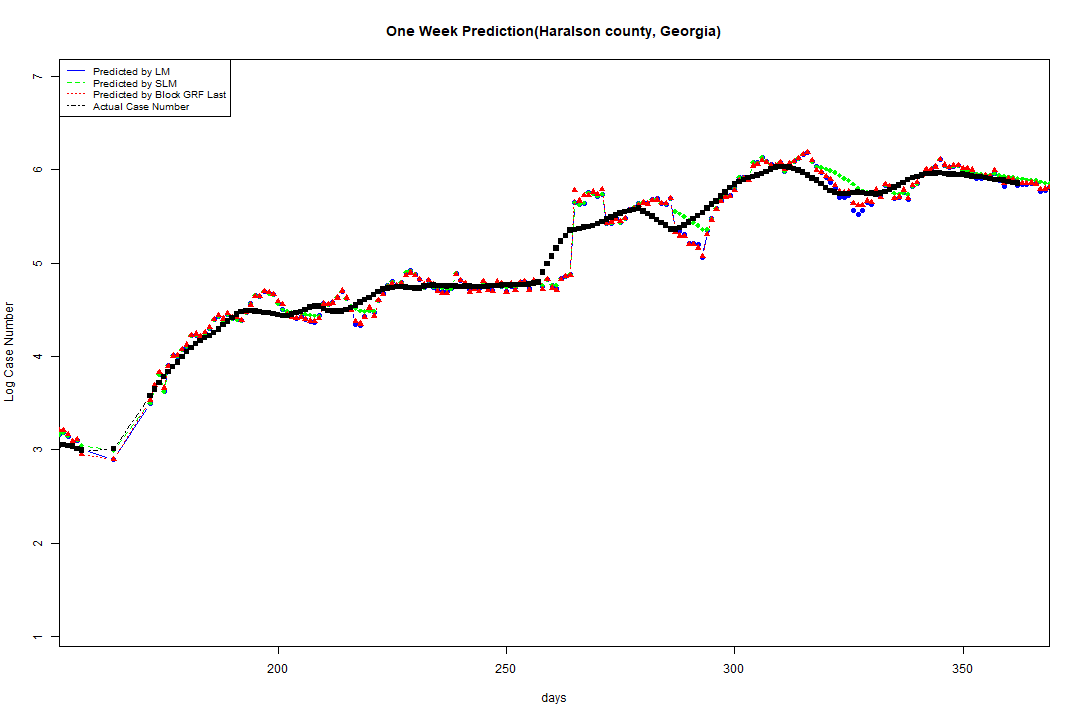 One Week Prediction(Haralson county, Georgia)
Predicted by LM
Predicted by SLM
Predicted by Block GRF Last
Actual Case Number
7
6
5
4
3
2
1
Log Case Number
200
250
300
350
days